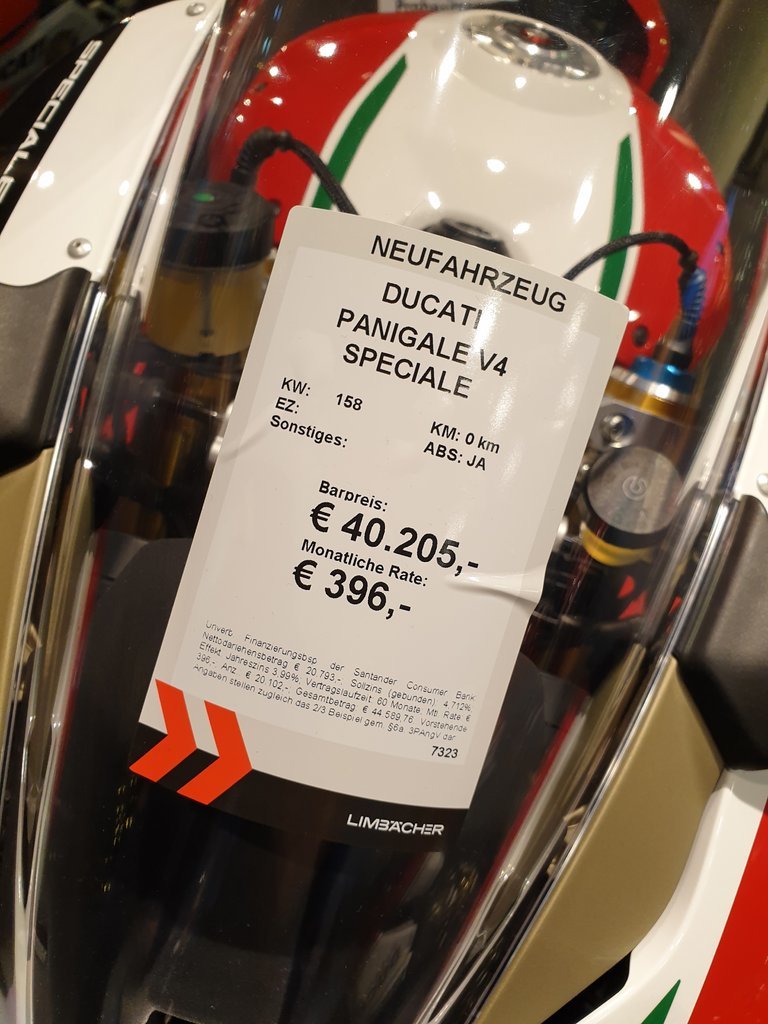 SPECIALE
NEUFAHRZEUG
DUCATI
PANIGALE V4
SPECIALE
KW: 158
KM: 0 km
EZ:
ABS: JA
Sonstiges:
Barpreis:
€ 40.205,-
Monatliche Rate:
€ 396,-
Unverb. Finanzierungsbsp. der Santander Consumer Bank:
Nettodarlehensbetrag € 20.793,-, Sollzins (gebunden): 4,712%
Effekt. Jahreszins 3,99%, Vertragslaufzeit: 60 Monate, Mtl. Rate €
396,-, Anz.: € 20.102,-, Gesamtbetrag: € 44.589,76. Vorstehende
Angaben stellen zugleich das 2/3 Beispiel gem. §6a 3PAngV dar
7323
LIMBÄCHER